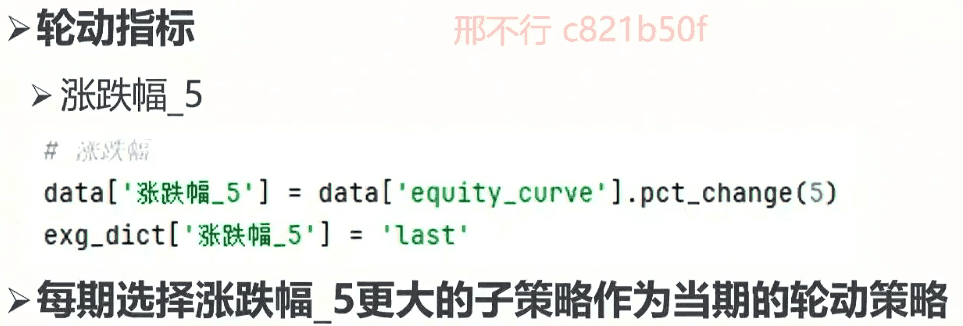 ➢轮动指标
邢不行 c821b50f
➢涨跌幅_5
# 涨跌幅
data['涨跌幅_5'] = data['equity_curve'].pct_change(5)
exg_dict['涨跌幅_5'] = 'last'
➢每期选择涨跌幅_5更大的子策略作为当期的轮动策略